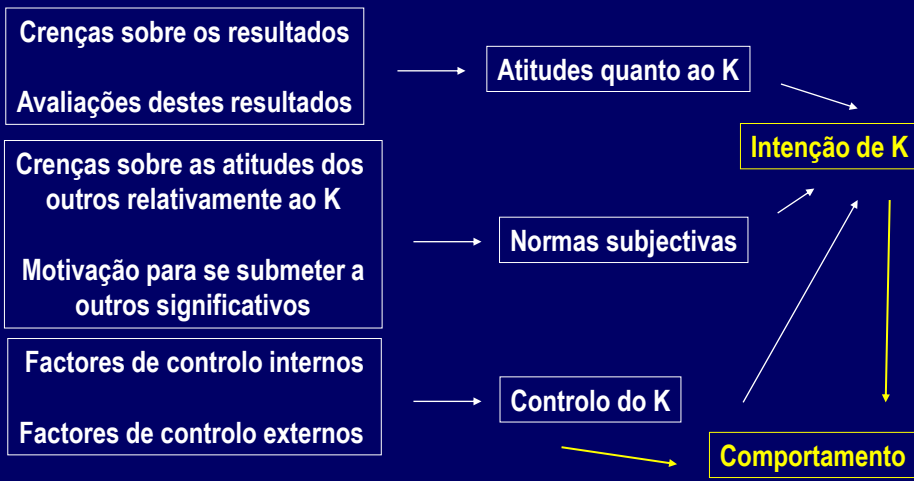 Crenças sobre os resultados
Avaliações destes resultados
Atitudes quanto ao K
Intenção de K
Crenças sobre as atitudes dos
outros relativamente ao K
Motivação para se submeter a
outros significativos
Normas subjectivas
Factores de controlo internos
Factores de controlo externos
Controlo do K
Comportamento